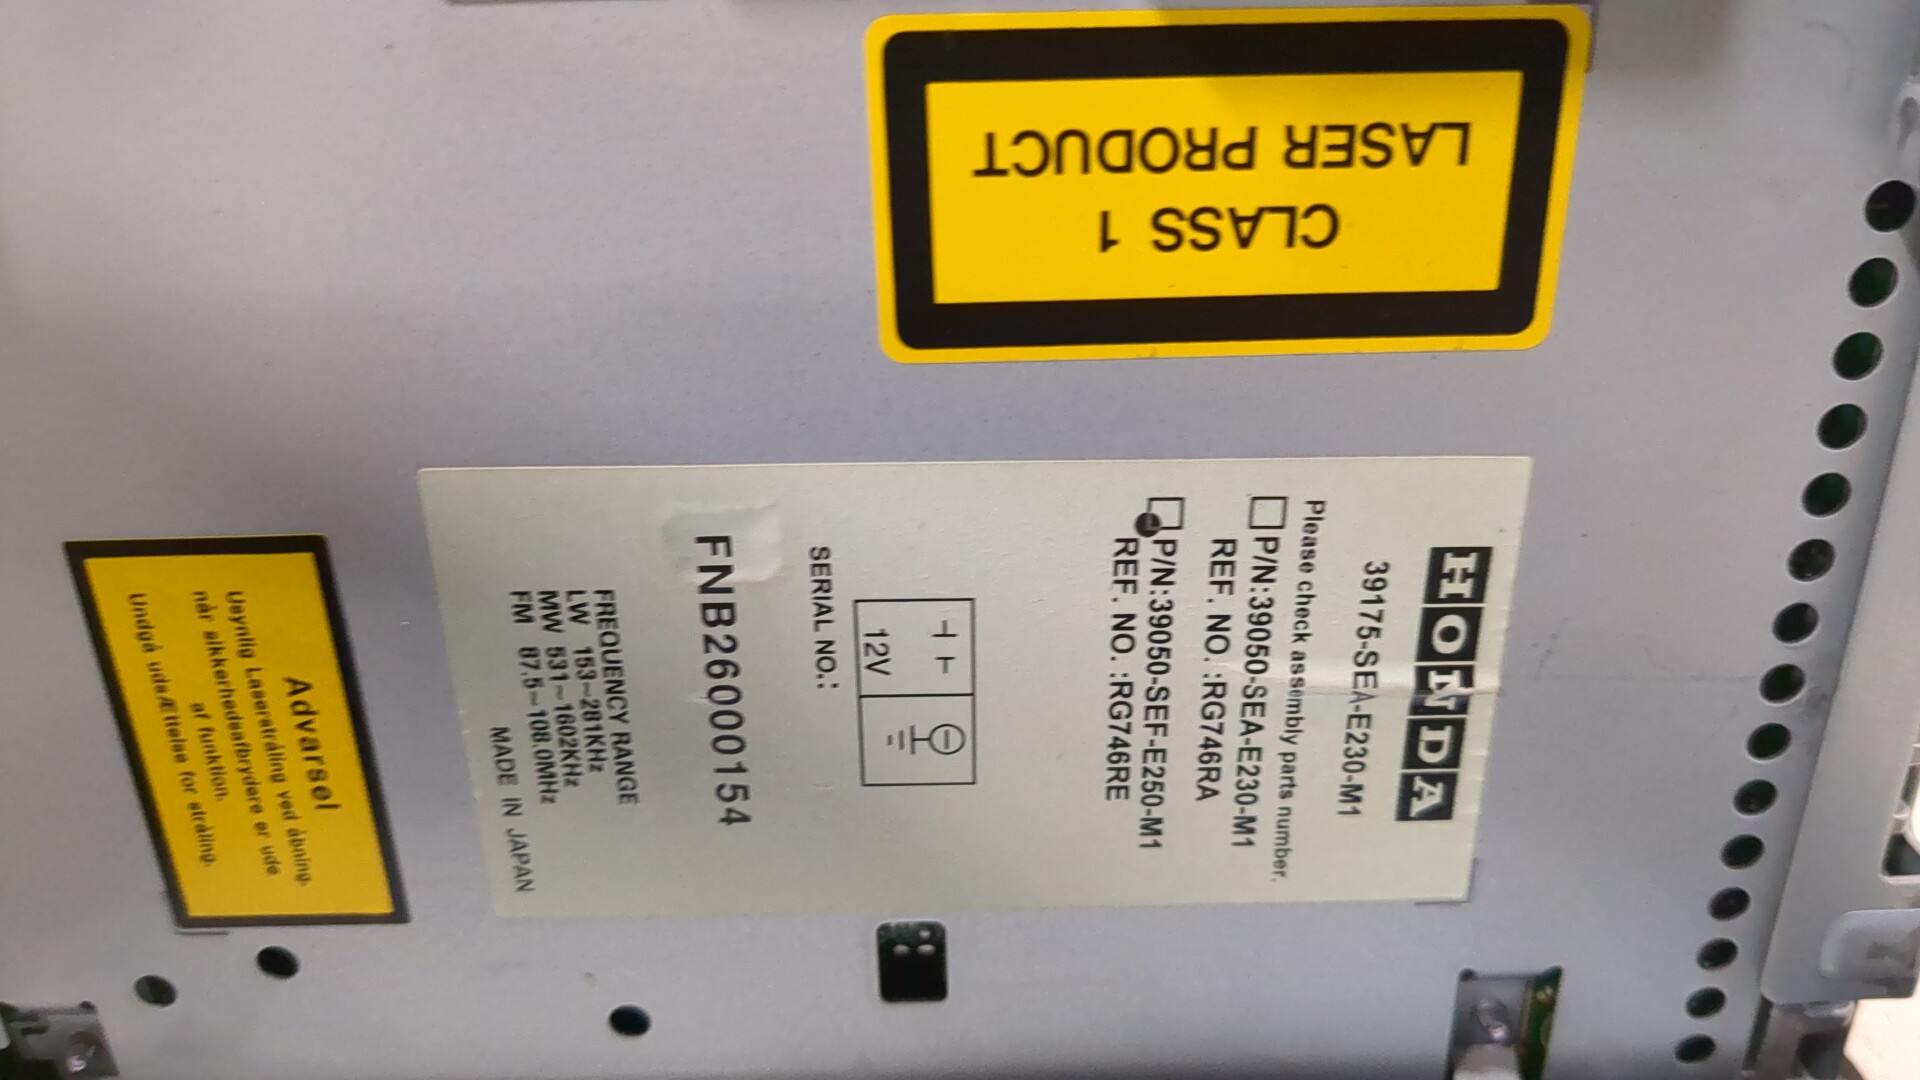 CLASS 1
LASER PRODUCT
HONDA
39175-SEA-E230-M1
Please check assembly parts number.
P/N:39050-SEA-E230-M1
REF. NO.:RG746RA
P/N:39050-SEF-E250-M1
REF. NO.:RG746RE
12V
SERIAL NO.:
FNB26000154
FREQUENCY RANGE
LW 153~281KHz
MW 531~1602KHz
FM 87.5~108.0MHz
MADE IN JAPAN
Advarsel
Usynlig Laserstråling ved åbning,
når sikkerhedsafbrydere er ude
af funktion.
Undgå udsÆttelse for stråling.